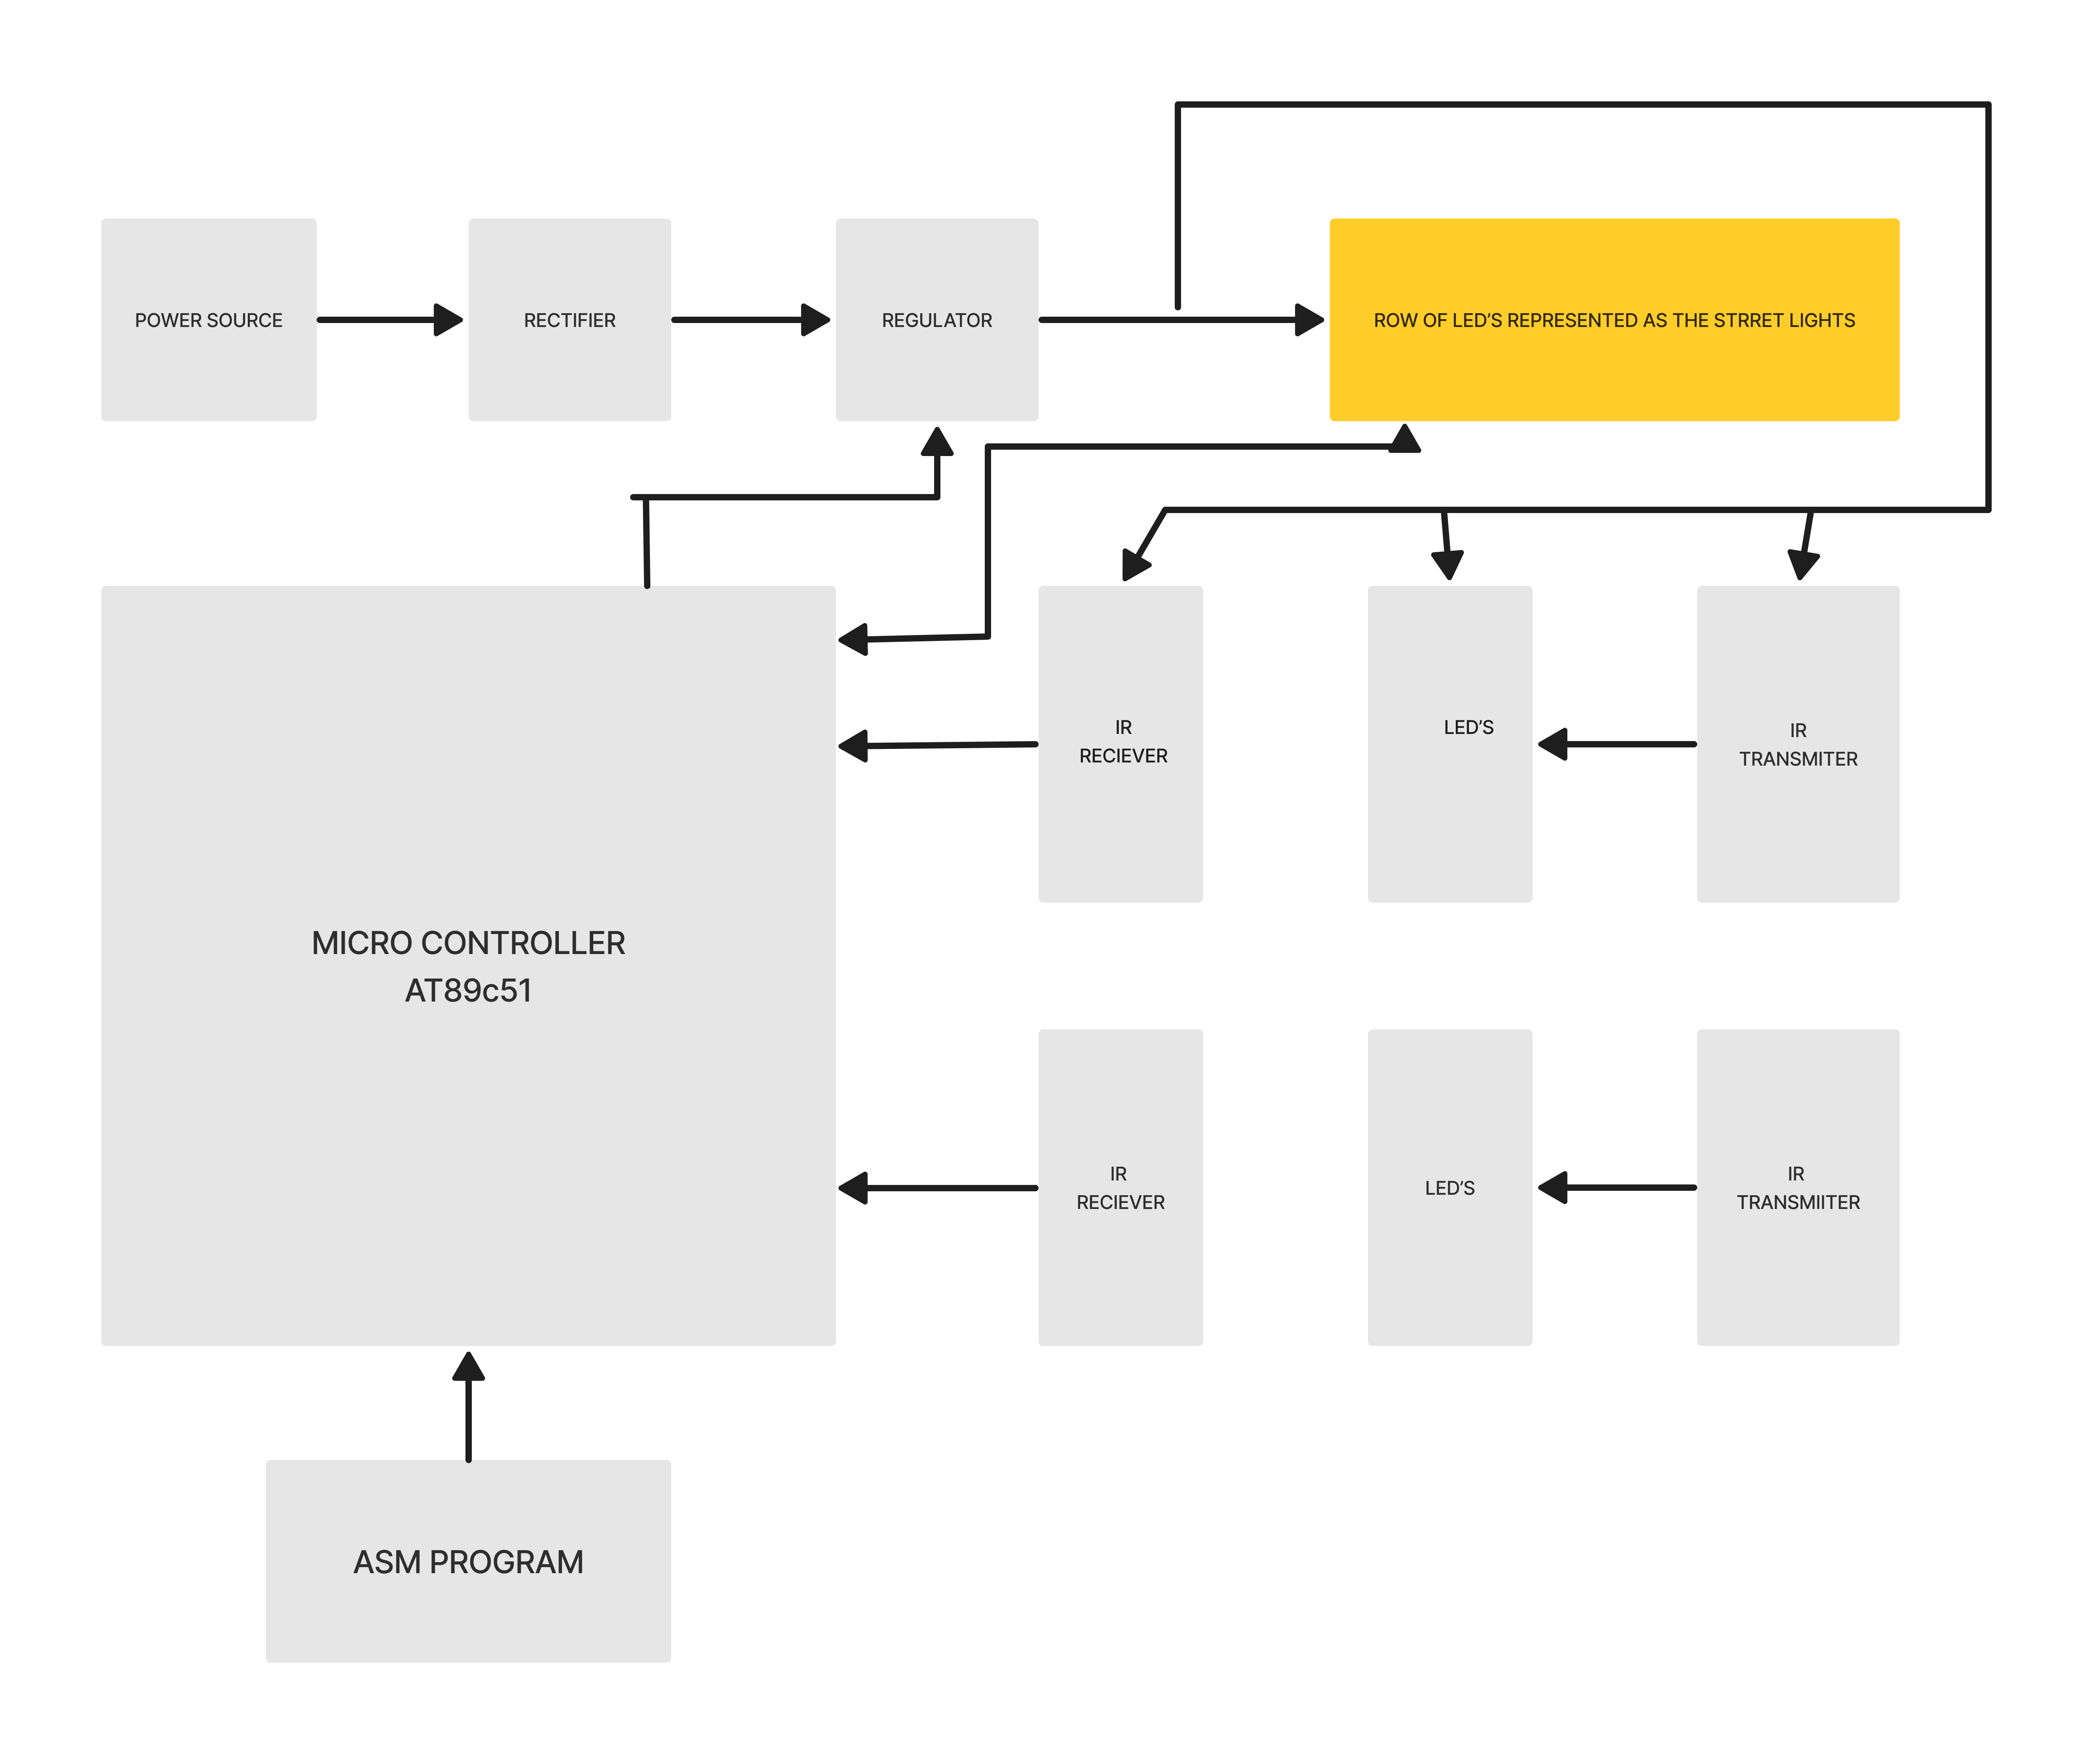 POWER SOURCE
RECTIFIER
REGULATOR
ROW OF LED’S REPRESENTED AS THE STRRET LIGHTS
MICRO CONTROLLER
AT89c51
IR
RECIEVER
LED’S
IR
TRANSMITER
IR
RECIEVER
LED’S
IR
TRANSMIITER
ASM PROGRAM